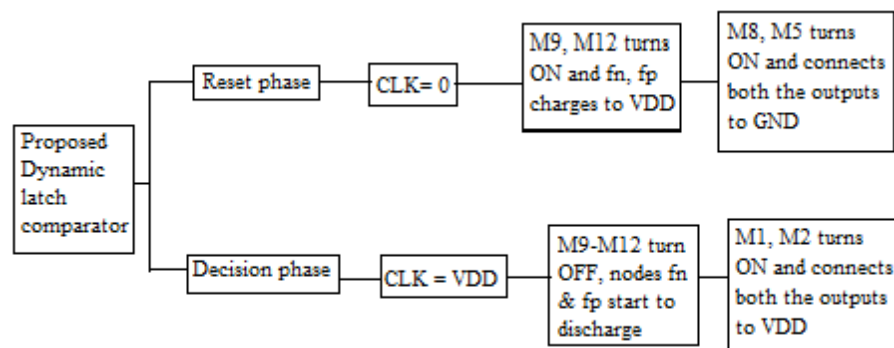 Proposed
Dynamic
latch
comparator
Reset phase
CLK= 0
M9, M12 turns
ON and fn, fp
charges to VDD
M8, M5 turns
ON and connects
both the outputs
to GND
Decision phase
CLK = VDD
M9-M12 turn
OFF, nodes fn
& fp start to
discharge
M1, M2 turns
ON and connects
both the outputs
to VDD